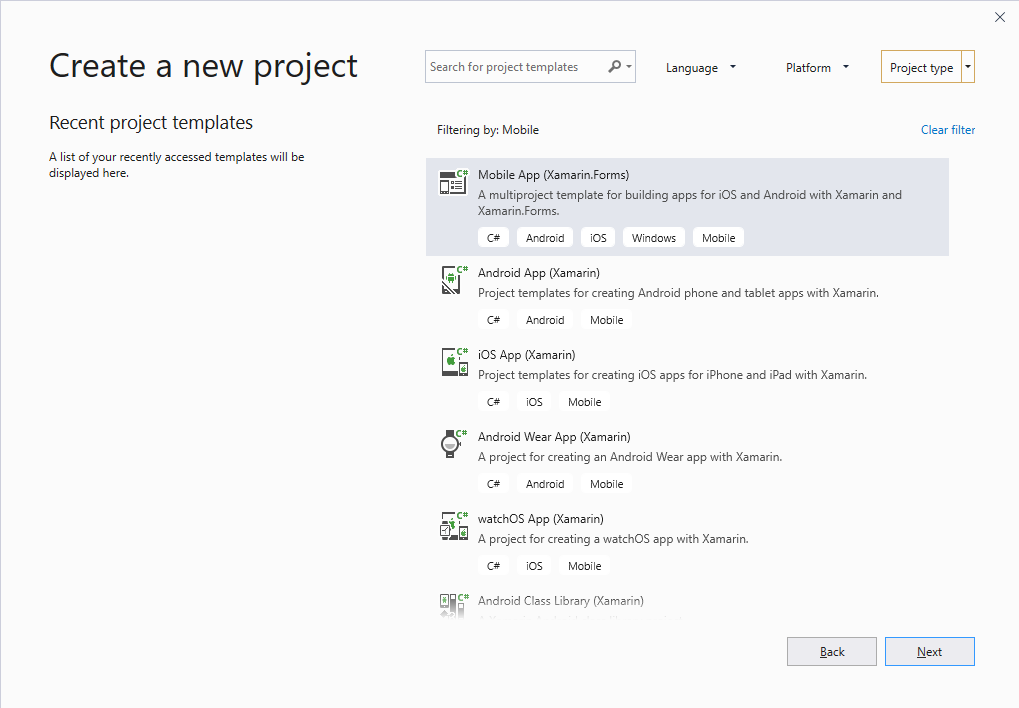 Create a new project
Search for project templates
Language
Platform
Project type
Recent project templates
A list of your recently accessed templates will be
displayed here.
Filtering by: Mobile
Clear filter
C#
Mobile App (Xamarin.Forms)
A multiproject template for building apps for iOS and Android with Xamarin and
Xamarin.Forms.
C# Android iOS Windows Mobile
C#
Android App (Xamarin)
Project templates for creating Android phone and tablet apps with Xamarin.
C# Android Mobile
C#
iOS App (Xamarin)
Project templates for creating iOS apps for iPhone and iPad with Xamarin.
C# iOS Mobile
C#
Android Wear App (Xamarin)
A project for creating an Android Wear app with Xamarin.
C# Android Mobile
C#
watchOS App (Xamarin)
A project for creating a watchOS app with Xamarin.
C# iOS Mobile
C#
Android Class Library (Xamarin)
Back
Next